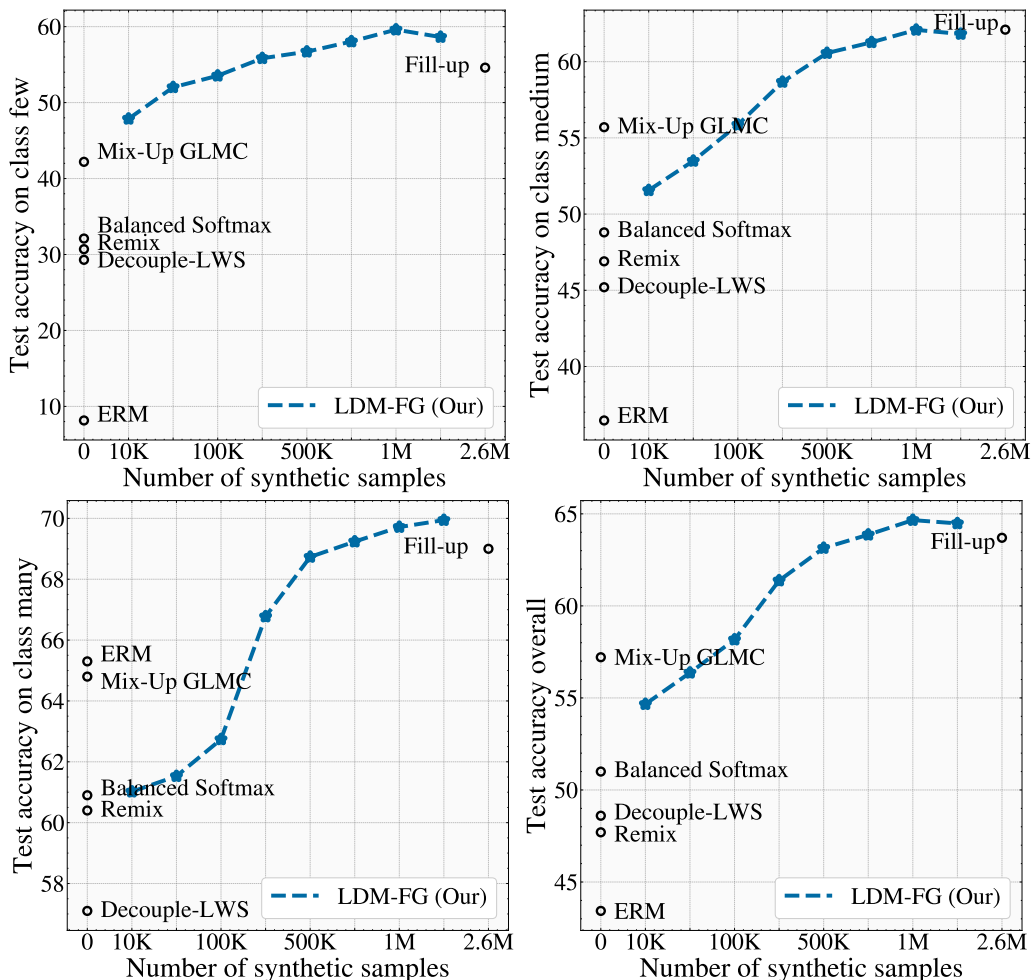 Test accuracy on class few
60
50
40
30
20
10
Fill-up
Mix-Up GLMC
Balanced Softmax
Remix
Decouple-LWS
ERM
LDM-FG (Our)
0 10K 100K 500K 1M 2.6M
Number of synthetic samples
Test accuracy on class medium
60
55
50
45
40
Fill-up
Mix-Up GLMC
Balanced Softmax
Remix
Decouple-LWS
ERM
LDM-FG (Our)
0 10K 100K 500K 1M 2.6M
Number of synthetic samples
Test accuracy on class many
70
68
66
64
62
60
58
Fill-up
ERM
Mix-Up GLMC
Balanced Softmax
Remix
Decouple-LWS
LDM-FG (Our)
0 10K 100K 500K 1M 2.6M
Number of synthetic samples
Test accuracy overall
65
60
55
50
45
Fill-up
Mix-Up GLMC
Balanced Softmax
Decouple-LWS
Remix
ERM
LDM-FG (Our)
0 10K 100K 500K 1M 2.6M
Number of synthetic samples